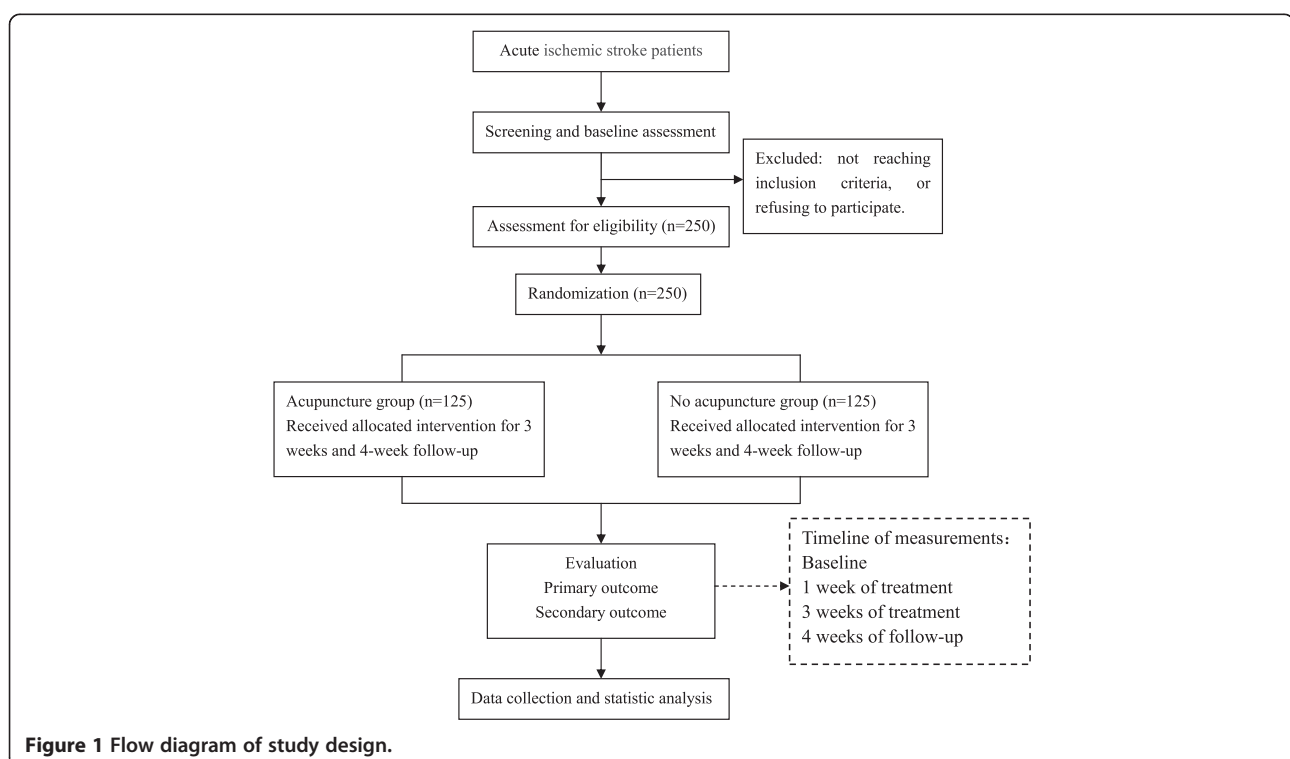 Acute ischemic stroke patients
Screening and baseline assessment
Excluded: not reaching
inclusion criteria, or
refusing to participate.
Assessment for eligibility (n=250)
Randomization (n=250)
Acupuncture group (n=125)
Received allocated intervention for 3
weeks and 4-week follow-up
No acupuncture group (n=125)
Received allocated intervention for 3
weeks and 4-week follow-up
Evaluation
Primary outcome
Secondary outcome
Timeline of measurements:
Baseline
1 week of treatment
3 weeks of treatment
4 weeks of follow-up
Data collection and statistic analysis
Figure 1 Flow diagram of study design.